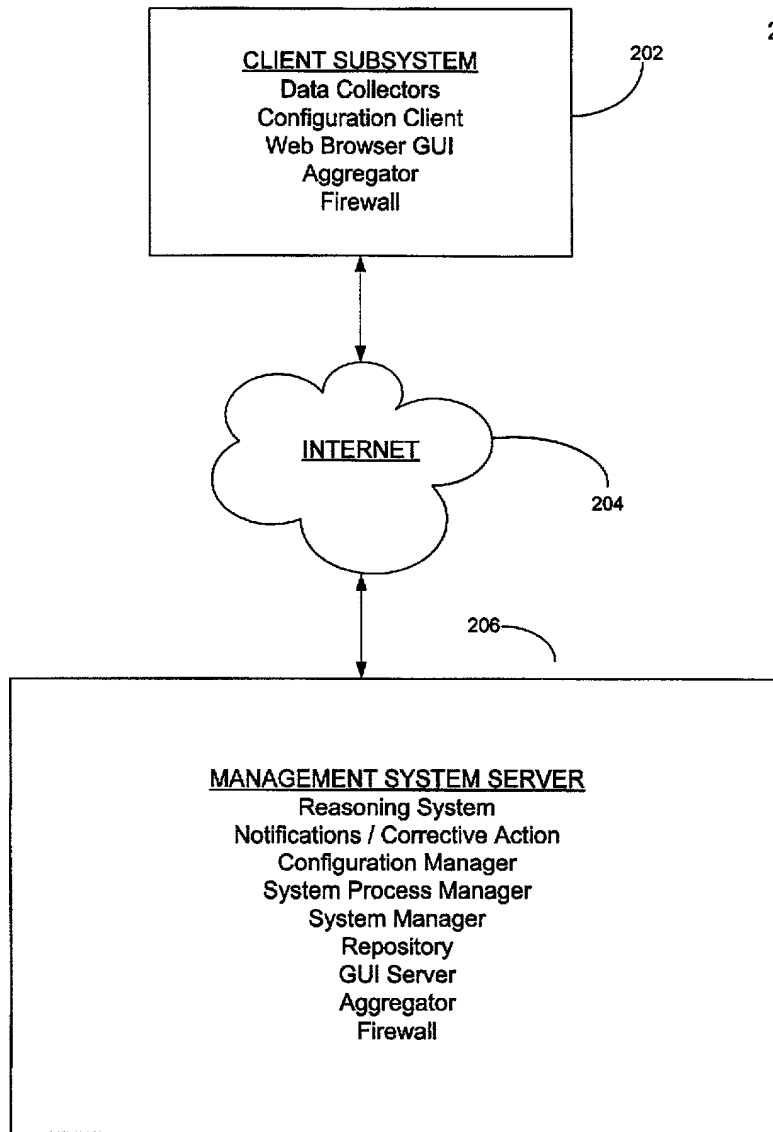 CLIENT SUBSYSTEM
Data Collectors
Configuration Client
Web Browser GUI
Aggregator
Firewall
202
INTERNET
204
206
MANAGEMENT SYSTEM SERVER
Reasoning System
Notifications / Corrective Action
Configuration Manager
System Process Manager
System Manager
Repository
GUI Server
Aggregator
Firewall